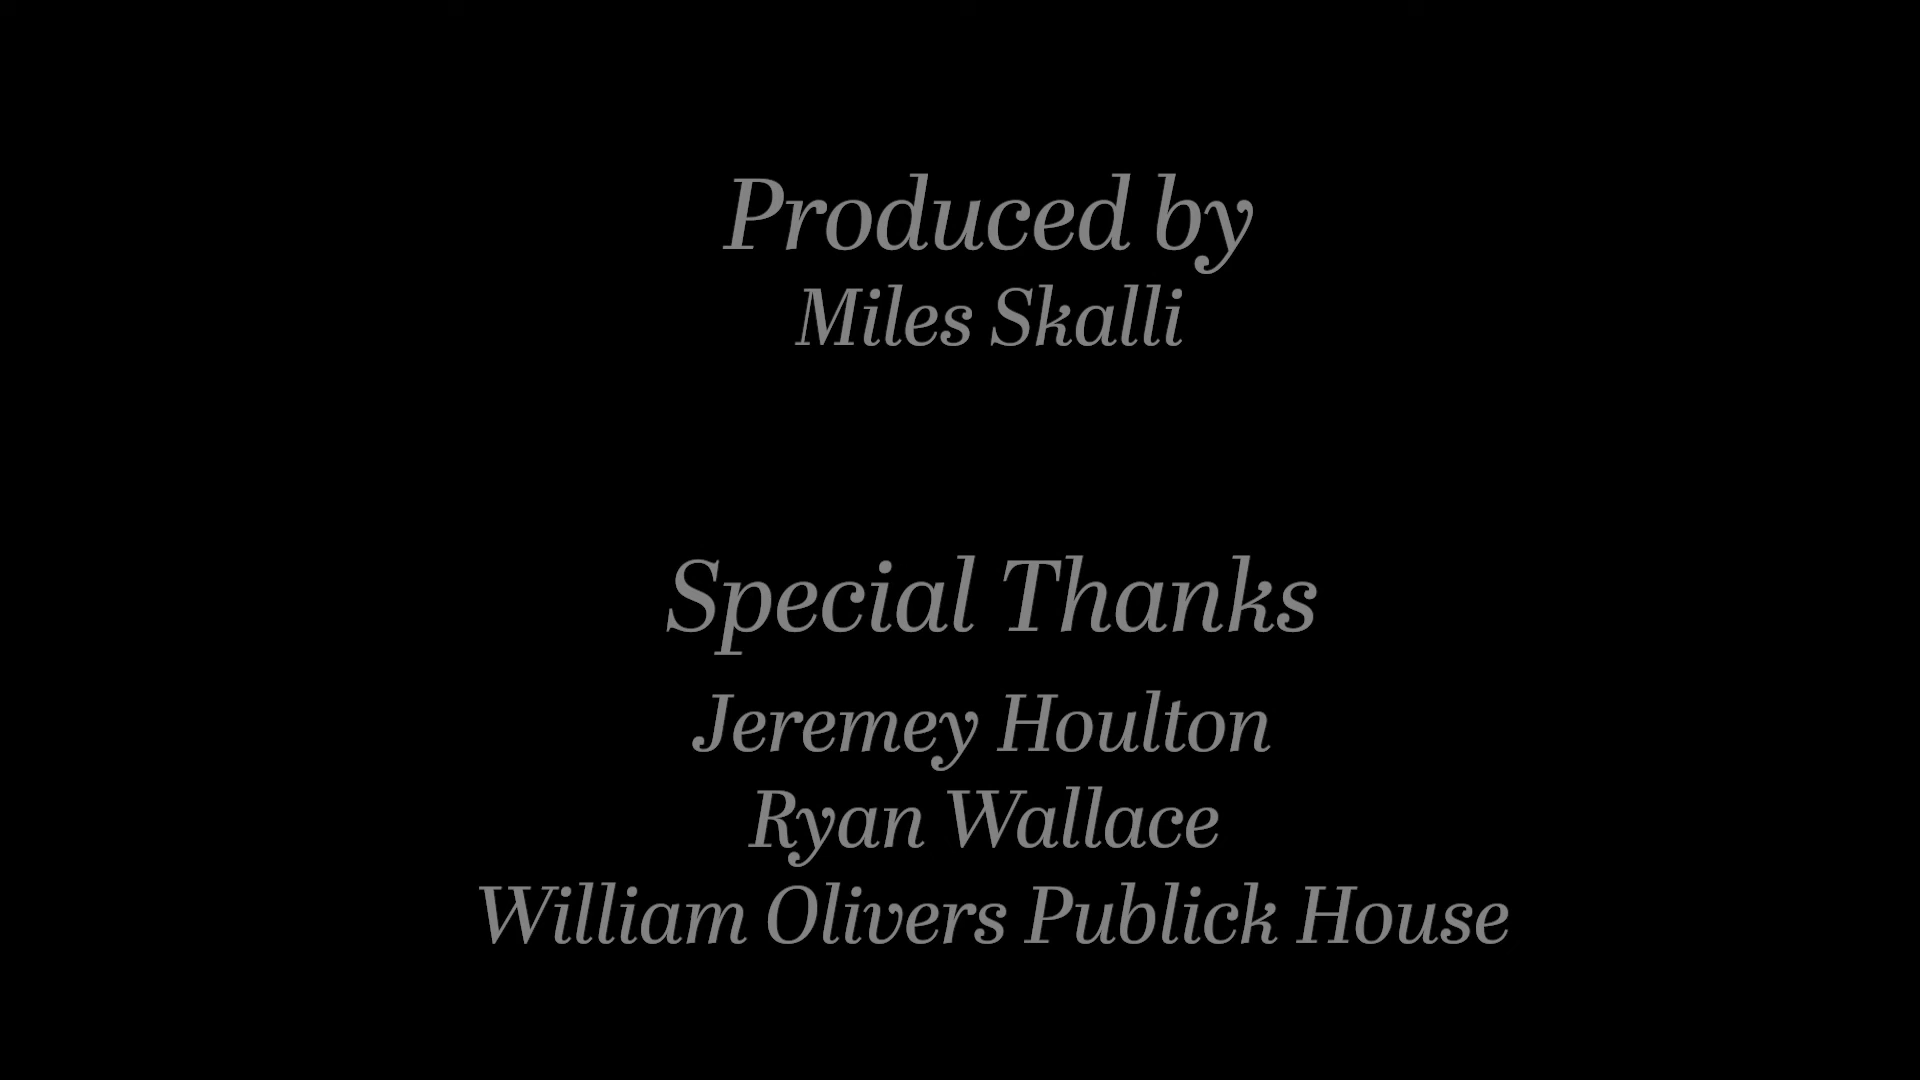 Produced by
Miles Skalli
Special Thanks
Jeremey Houlton
Ryan Wallace
William Olivers Publick House